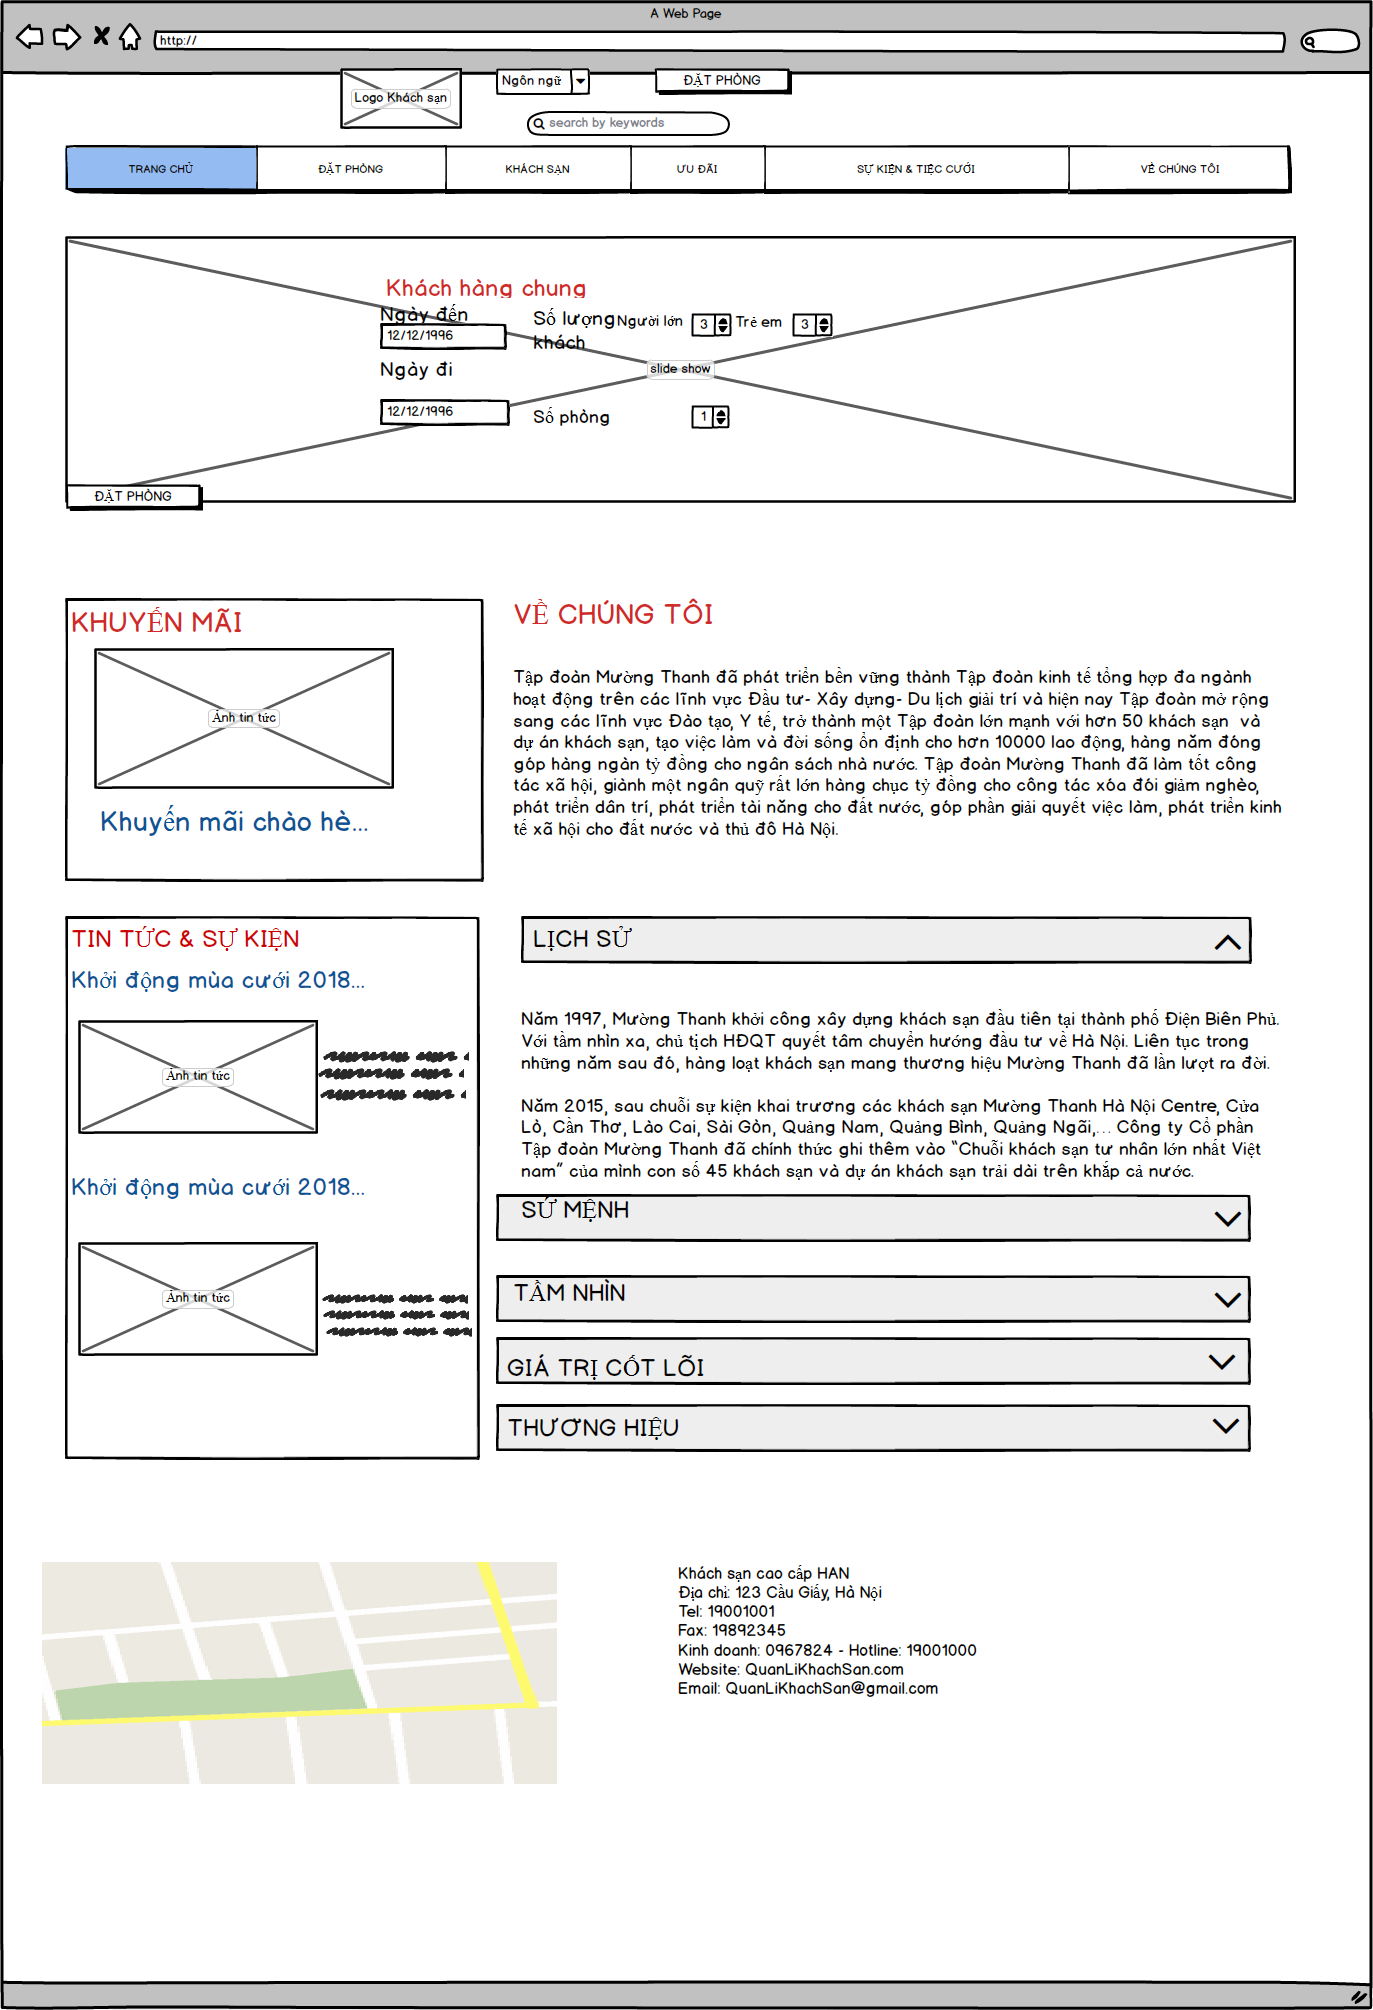 A Web Page
http://
Logo Khách sạn
Ngôn ngữ
ĐẶT PHÒNG
search by keywords
TRANG CHỦ
ĐẶT PHÒNG
KHÁCH SẠN
ƯU ĐÃI
SỰ KIỆN & TIỆC CƯỚI
VỀ CHÚNG TÔI
Khách hàng chung
Ngày đến
12/12/1996
Số lượng
khách
Người lớn
3
Trẻ em
3
Ngày đi
slide show
12/12/1996
Số phòng
1
ĐẶT PHÒNG
KHUYẾN MÃI
Ảnh tin tức
Khuyến mãi chào hè...
VỀ CHÚNG TÔI
Tập đoàn Mường Thanh đã phát triển bền vững thành Tập đoàn kinh tế tổng hợp đa ngành
hoạt động trên các lĩnh vực Đầu tư- Xây dựng- Du lịch giải trí và hiện nay Tập đoàn mở rộng
sang các lĩnh vực Đào tạo, Y tế, trở thành một Tập đoàn lớn mạnh với hơn 50 khách sạn và
dự án khách sạn, tạo việc làm và đời sống ổn định cho hơn 10000 lao động, hàng năm đóng
góp hàng ngàn tỷ đồng cho ngân sách nhà nước. Tập đoàn Mường Thanh đã làm tốt công
tác xã hội, giành một ngân quỹ rất lớn hàng chục tỷ đồng cho công tác xóa đói giảm nghèo,
phát triển dân trí, phát triển tài năng cho đất nước, góp phần giải quyết việc làm, phát triển kinh
tế xã hội cho đất nước và thủ đô Hà Nội.
TIN TỨC & SỰ KIỆN
Khởi động mùa cưới 2018...
Ảnh tin tức
Khởi động mùa cưới 2018...
Ảnh tin tức
LỊCH SỬ
Năm 1997, Mường Thanh khởi công xây dựng khách sạn đầu tiên tại thành phố Điện Biên Phủ.
Với tầm nhìn xa, chủ tịch HĐQT quyết tâm chuyển hướng đầu tư về Hà Nội. Liên tục trong
những năm sau đó, hàng loạt khách sạn mang thương hiệu Mường Thanh đã lần lượt ra đời.
Năm 2015, sau chuỗi sự kiện khai trương các khách sạn Mường Thanh Hà Nội Centre, Cửa
Lò, Cần Thơ, Lào Cai, Sài Gòn, Quảng Nam, Quảng Bình, Quảng Ngãi,... Công ty Cổ phần
Tập đoàn Mường Thanh đã chính thức ghi thêm vào “Chuỗi khách sạn tư nhân lớn nhất Việt
nam” của mình con số 45 khách sạn và dự án khách sạn trải dài trên khắp cả nước.
SỨ MỆNH
TẦM NHÌN
GIÁ TRỊ CỐT LÕI
THƯƠNG HIỆU
Khách sạn cao cấp HAN
Địa chỉ: 123 Cầu Giấy, Hà Nội
Tel: 19001001
Fax: 19892345
Kinh doanh: 0967824 - Hotline: 19001000
Website: QuanLiKhachSan.com
Email: QuanLiKhachSan@gmail.com